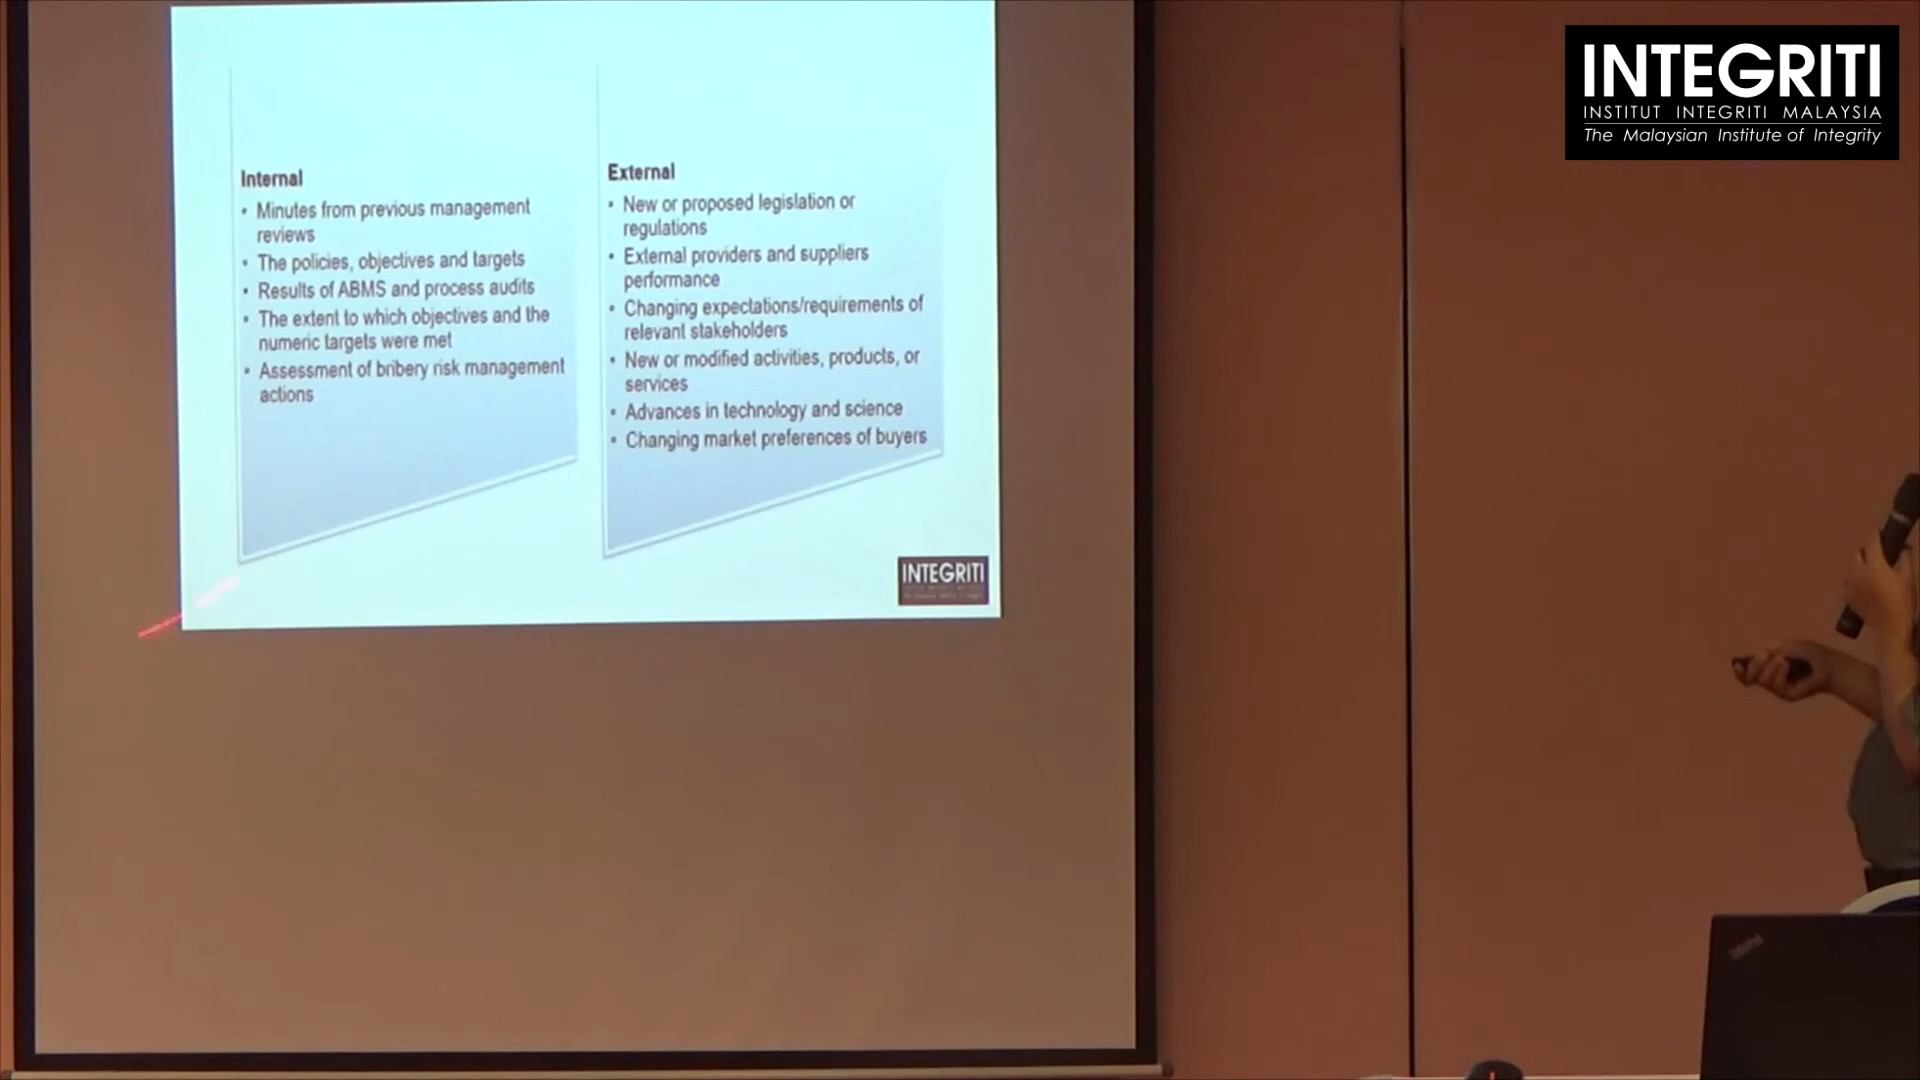 Internal
• Minutes from previous management
reviews
• The policies, objectives and targets
• Results of ABMS and process audits
• The extent to which objectives and the
numeric targets were met
• Assessment of bribery risk management
actions
External
• New or proposed legislation or
regulations
• External providers and suppliers
performance
• Changing expectations/requirements of
relevant stakeholders
• New or modified activities, products, or
services
• Advances in technology and science
• Changing market preferences of buyers
INTEGRITI
INTEGRITI
INSTITUT INTEGRITI MALAYSIA
The Malaysian Institute of Integrity
ThinkPad